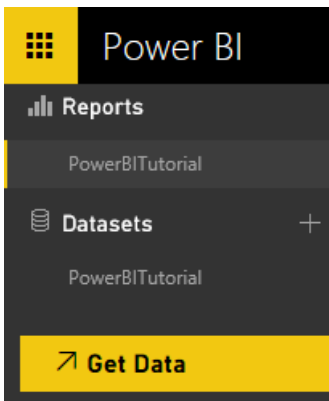 Power BI
Reports
PowerBITutorial
Datasets
PowerBITutorial
Get Data